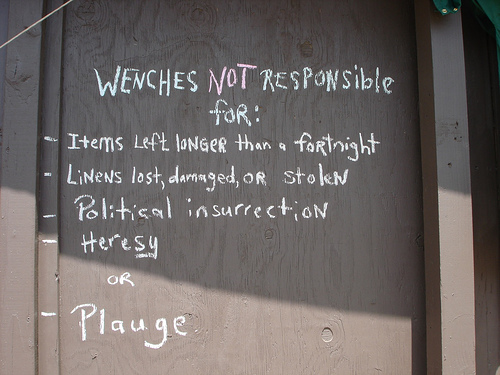 WENCHES NOT RESPONSible
foR:
- Items Left lONGER than a foRtnight
- LiNENS lost, damaged, OR StoleN
- Political insurrectioN
- Heresy
OR
- Plauge